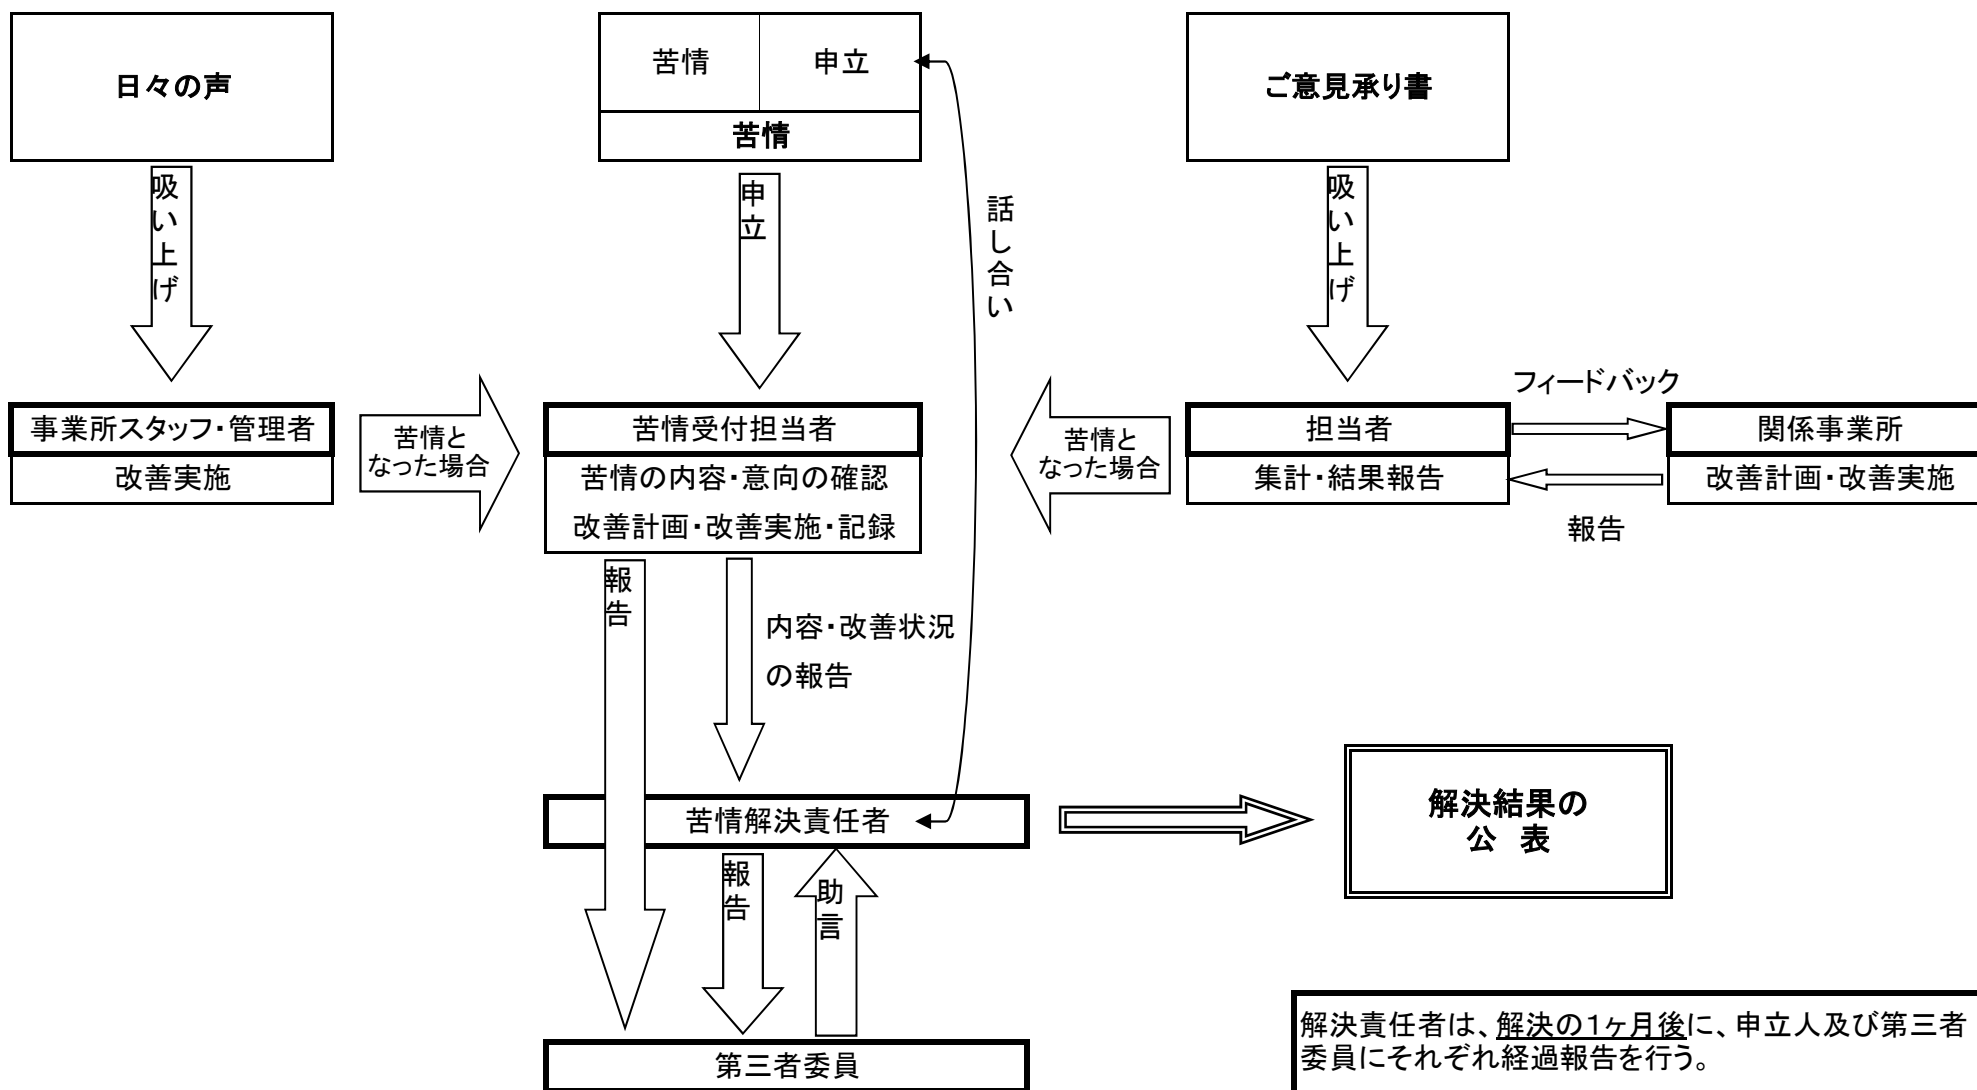 日々の声
苦情
申立
苦情
ご意見承り書
吸い上げ
申立
話し合い
吸い上げ
フィードバック
事業所スタッフ・管理者
改善実施
苦情と
なった場合
苦情受付担当者
苦情の内容・意向の確認
改善計画・改善実施・記録
苦情と
なった場合
担当者
集計・結果報告
関係事業所
改善計画・改善実施
報告
報告
内容・改善状況
の報告
苦情解決責任者
解決結果の
公　表
報告
助言
第三者委員
解決責任者は、解決の1ヶ月後に、申立人及び第三者
委員にそれぞれ経過報告を行う。